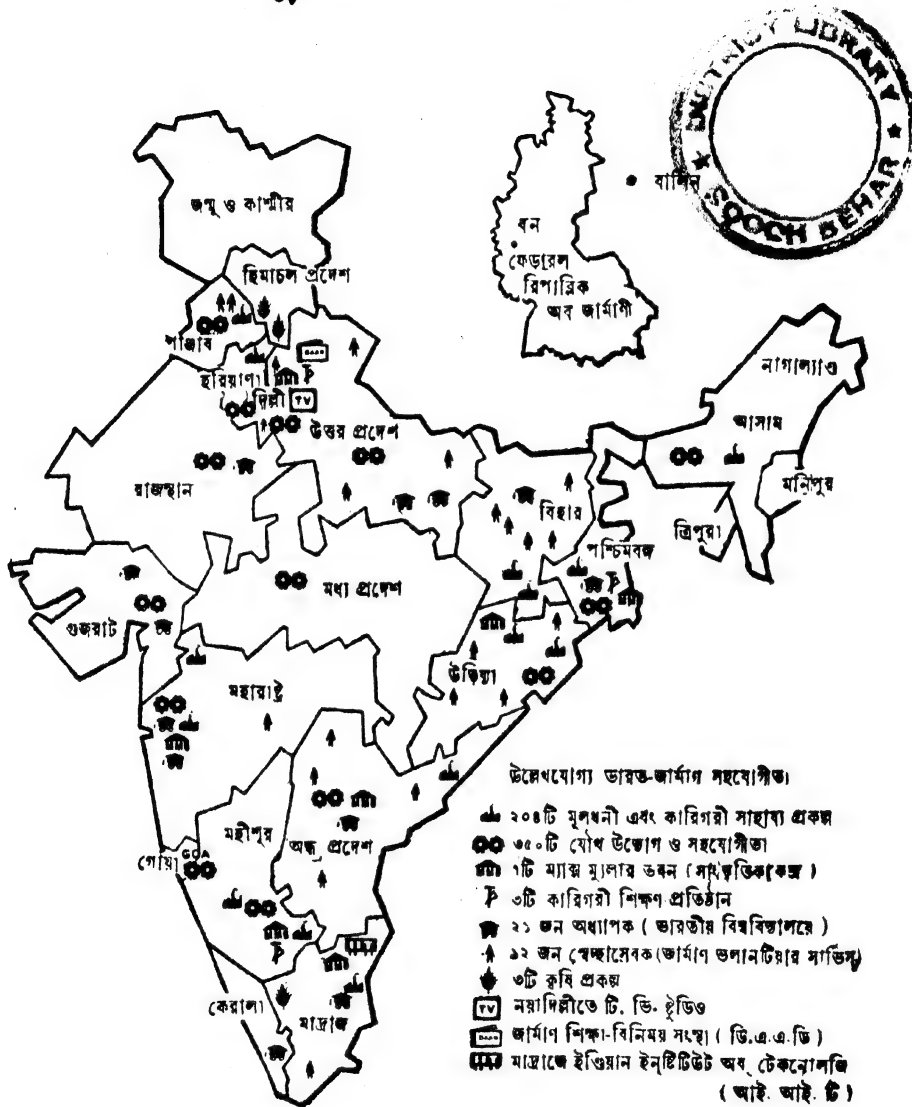 DISTRICT LIBRARY
COOCH BEHAR
জম্মু ও কাশ্মীর
বার্লিন
বন
ফেড্‌রেল
রিপাব্লিক
অব জার্মাণী
হিমাচল প্রদেশ
পাঞ্জাব
হরিয়াণা
দিল্লী
TV
উত্তর প্রদেশ
নাগাল্যাণ্ড
আসাম
মণিপুর
ত্রিপুরা
রাজস্থান
বিহার
পশ্চিমবঙ্গ
মধ্য প্রদেশ
গুজরাট
উড়িষ্যা
মহারাষ্ট্র
মহীশূর
অন্ধ্র প্রদেশ
গোয়া
GOA
কেরালা
মাদ্রাজ
উল্লেখযোগ্য ভারত-জার্মাণ সহযোগীতা
২০৪টি মূলধনী এবং কারিগরী সাহায্য প্রকল্প
৩৫০টি যৌথ উদ্যোগ ও সহযোগীতা
৭টি ম্যাক্স ম্যুলার ভবন (সাংস্কৃতিক কেন্দ্র)
৩টি কারিগরী শিক্ষণ প্রতিষ্ঠান
২১ জন অধ্যাপক (ভারতীয় বিশ্ববিদ্যালয়ে)
৯২ জন স্বেচ্ছাসেবক (জার্মাণ ভলানটিয়ার সার্ভিস)
৩টি কৃষি প্রকল্প
TV নয়াদিল্লীতে টি. ভি. ষ্টুডিও
জার্মাণ শিক্ষা-বিনিময় সংস্থা (ডি.এ.এ.ডি)
মাদ্রাজে ইণ্ডিয়ান ইনষ্টিটিউট অব্ টেকনোলজি
(আই. আই. টি)